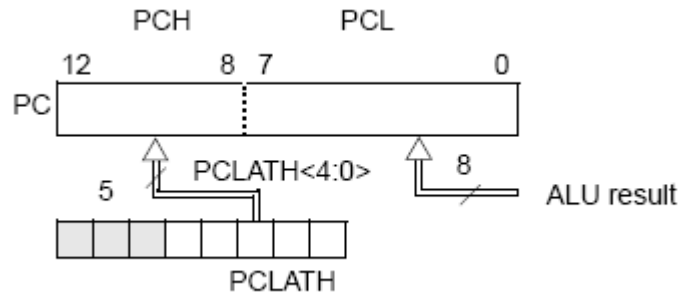 PCH PCL
12 8 7 0
PC
5 PCLATH<4:0> 8
ALU result
PCLATH